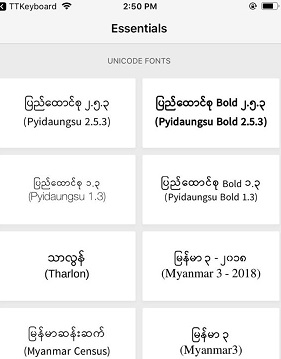 TTKeyboard 2:50 PM
Essentials
UNICODE FONTS
ပြည်ထောင်စု ၂.၅.၃
(Pyidaungsu 2.5.3)
ပြည်ထောင်စု Bold ၂.၅.၃
(Pyidaungsu Bold 2.5.3)
ပြည်ထောင်စု ၁.၃
(Pyidaungsu 1.3)
ပြည်ထောင်စု Bold ၁.၃
(Pyidaungsu Bold 1.3)
သာလွန်
(Tharlon)
မြန်မာ ၃ - ၂၀၁၈
(Myanmar 3 - 2018)
မြန်မာဆန်းဆက်
(Myanmar Census)
မြန်မာ ၃
(Myanmar3)